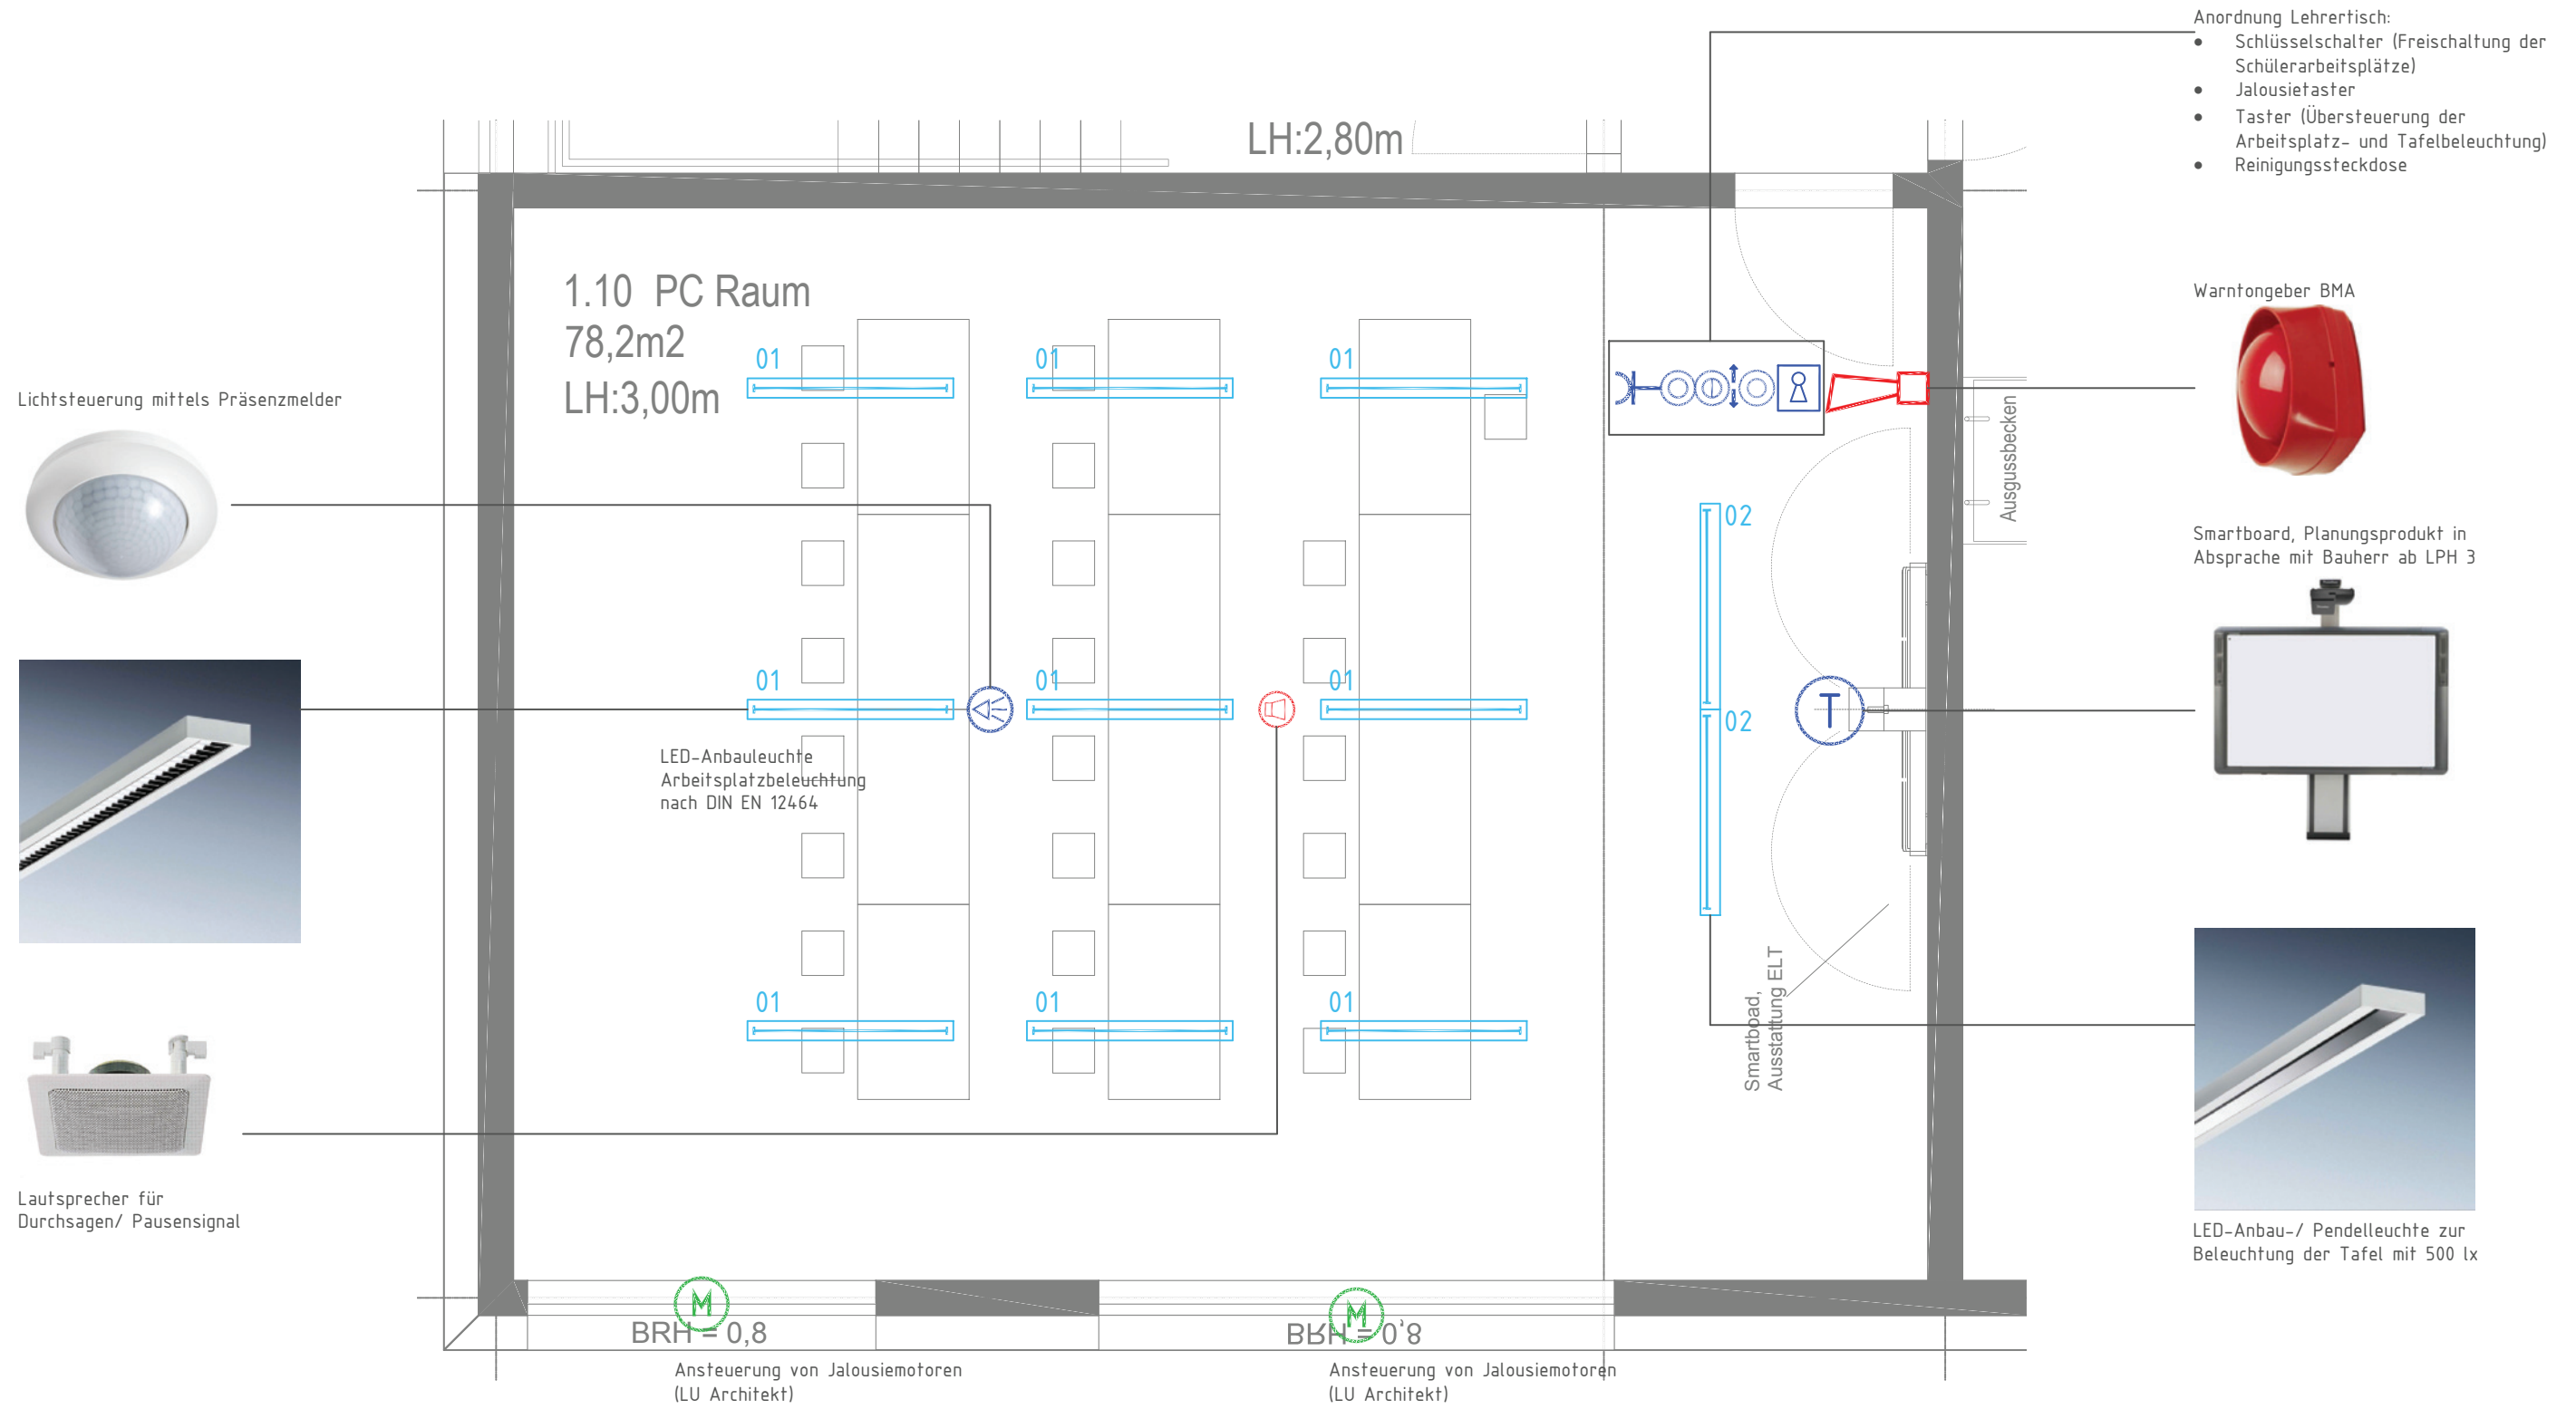 Anordnung Lehrertisch:
• Schlüsselschalter (Freischaltung der
Schülerarbeitsplätze)
• Jalousietaster
• Taster (Übersteuerung der
Arbeitsplatz- und Tafelbeleuchtung)
• Reinigungssteckdose
LH:2,80m
1.10 PC Raum
78,2m2
LH:3,00m
Warntongeber BMA
Lichtsteuerung mittels Präsenzmelder
01
01
01
Ausgussbecken
02
Smartboard, Planungsprodukt in
Absprache mit Bauherr ab LPH 3
01
01
01
T
02
LED-Anbauleuchte
Arbeitsplatzbeleuchtung
nach DIN EN 12464
01
01
01
Smartboad,
Ausstattung ELT
Lautsprecher für
Durchsagen/ Pausensignal
LED-Anbau-/ Pendelleuchte zur
Beleuchtung der Tafel mit 500 lx
M
M
BRH = 0,8
BRH = 0,8
Ansteuerung von Jalousiemotoren
(LU Architekt)
Ansteuerung von Jalousiemotoren
(LU Architekt)